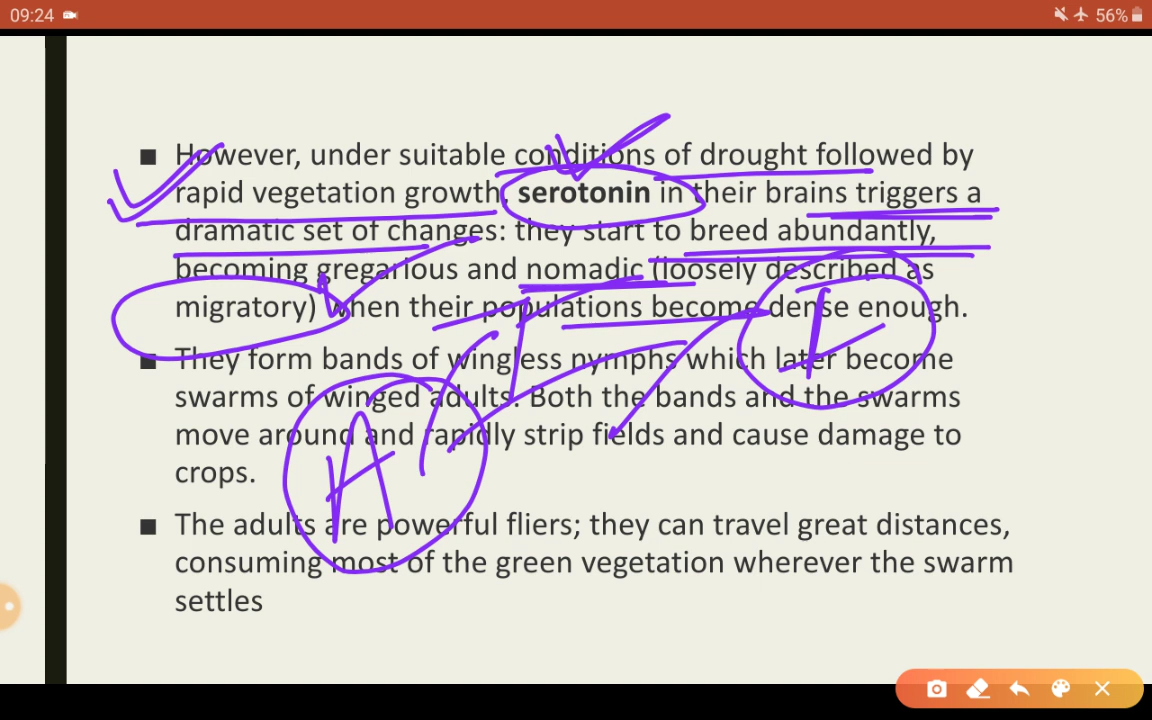 09:24
56%
■ However, under suitable conditions of drought followed by
rapid vegetation growth, serotonin in their brains triggers a
dramatic set of changes: they start to breed abundantly,
becoming gregarious and nomadic (loosely described as
migratory) when their populations become dense enough.
■ They form bands of wingless nymphs which later become
swarms of winged adults. Both the bands and the swarms
move around and rapidly strip fields and cause damage to
crops.
A
■ The adults are powerful fliers; they can travel great distances,
consuming most of the green vegetation wherever the swarm
settles